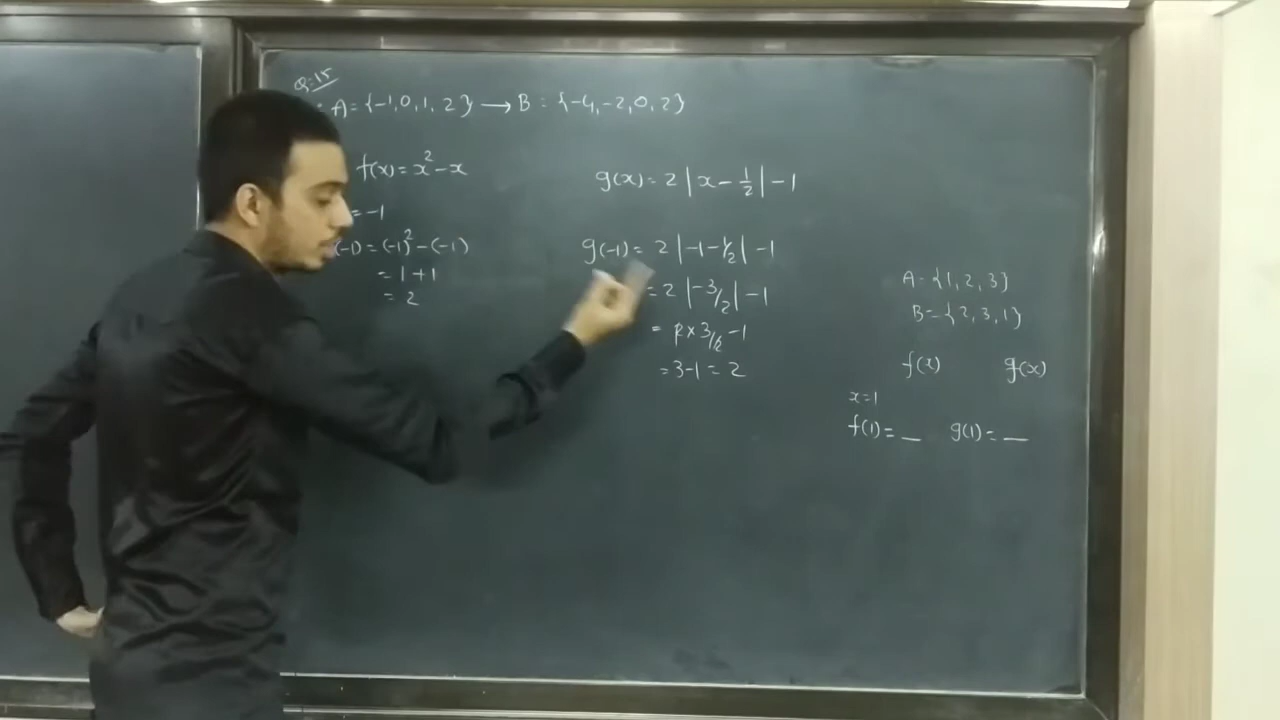 Q:15
: A = {-1, 0, 1, 2} → B = {-4, -2, 0, 2}
f(x) = x² - x
g(x) = 2 | x - 1/2 | - 1
= -1
(-1) = (-1)² - (-1)
= 1 + 1
= 2
g(-1) = 2 | -1 - 1/2 | - 1
= 2 | -3/2 | - 1
= 2 × 3/2 - 1
= 3 - 1 = 2
A = {1, 2, 3}
B = {2, 3, 1}
f(x) g(x)
x = 1
f(1) = _ g(1) = _